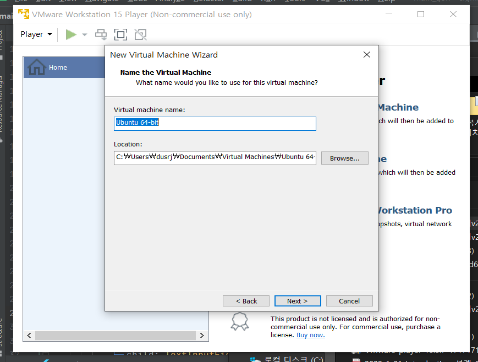 VMware Workstation 15 Player (Non-commercial use only)
Player
Home
New Virtual Machine Wizard
Name the Virtual Machine
What name would you like to use for this virtual machine?
Virtual machine name:
Ubuntu 64-bit
Location:
C:₩Users₩dusrj₩Documents₩Virtual Machines₩Ubuntu 64-
Browse...
< Back
Next >
Cancel
Machine
which will then be added to
which will then be added
Workstation Pro
shots, virtual network
This product is not licensed and is authorized for non-
commercial use only. For commercial use, purchase a
license. Buy now.
로컬 디스크 (C:)